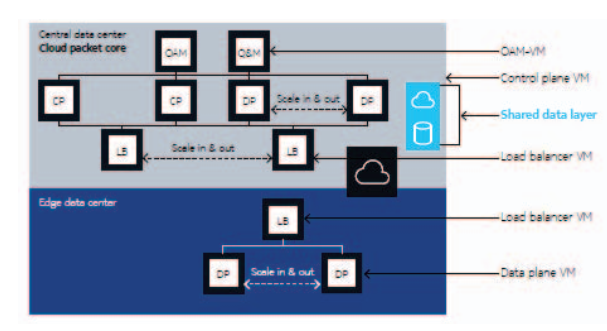 Central data center
Cloud packet core
OAM
O&M
OAM-VM
Control plane VM
CP
CP
DP
Scale in & out
DP
Shared data layer
LB
Scale in & out
LB
Load balancer VM
Edge data center
LB
Load balancer VM
DP
Scale in & out
DP
Data plane VM